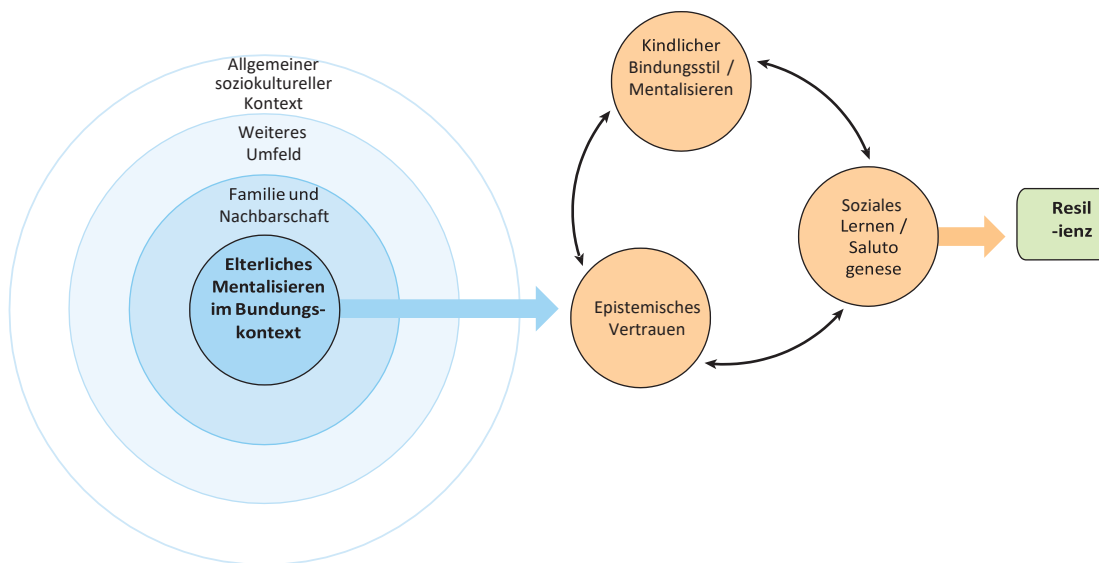 Allgemeiner
soziokultureller
Kontext
Weiteres
Umfeld
Familie und
Nachbarschaft
Elterliches
Mentalisieren
im Bundungs-
kontext
Kindlicher
Bindungsstil /
Mentalisieren
Epistemisches
Vertrauen
Soziales
Lernen /
Saluto
genese
Resil
-ienz